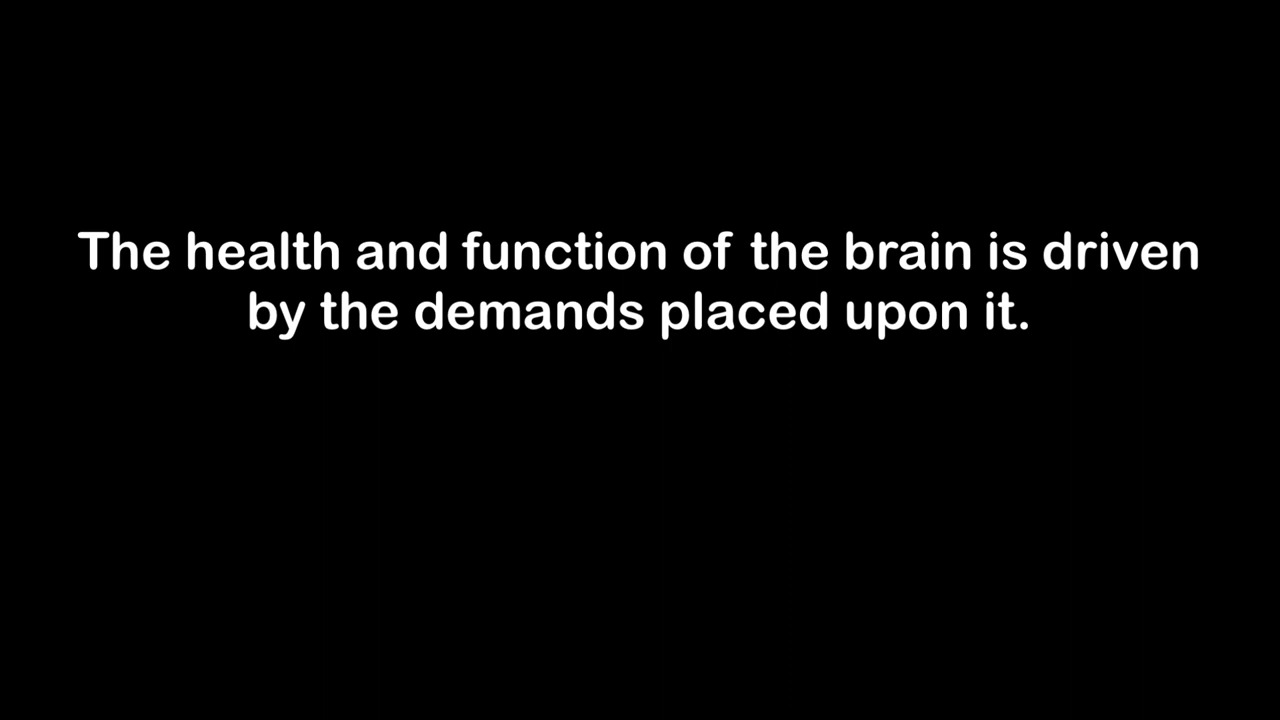 The health and function of the brain is driven
by the demands placed upon it.